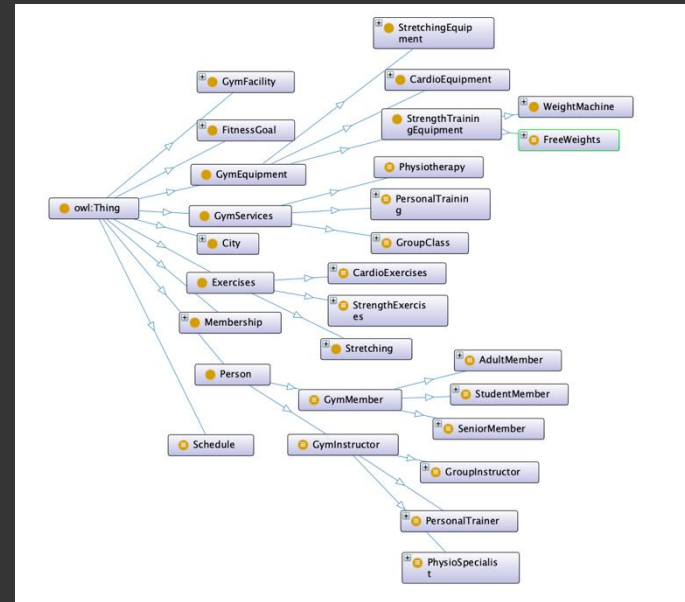 StretchingEquip
ment
GymFacility
CardioEquipment
WeightMachine
StrengthTrainin
gEquipment
FitnessGoal
FreeWeights
Physiotherapy
GymEquipment
PersonalTrainin
g
owl:Thing
GymServices
GroupClass
City
CardioExercises
Exercises
StrengthExercis
es
Membership
Stretching
AdultMember
Person
StudentMember
GymMember
SeniorMember
Schedule
GymInstructor
GroupInstructor
PersonalTrainer
PhysioSpecialis
t